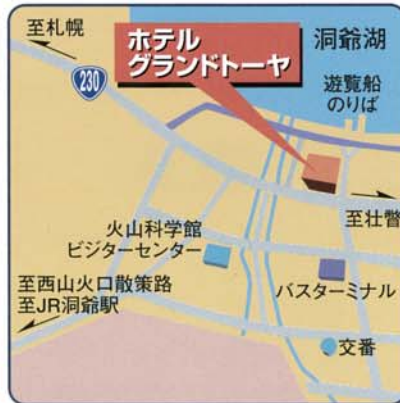 至札幌
230
ホテル
グランドトーヤ
洞爺湖
遊覧船
のりば
至壮瞥
火山科学館
ビジターセンター
至西山火口散策路
至JR洞爺駅
バスターミナル
交番